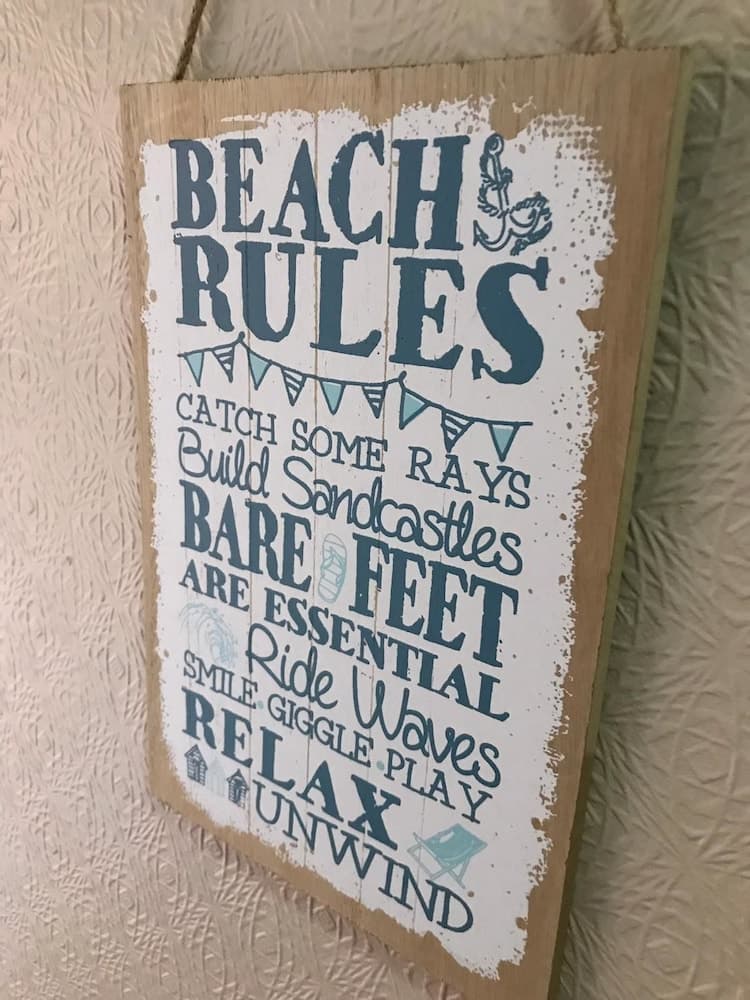 BEACH
RULES
CATCH SOME RAYS
Build Sandcastles
BARE FEET
ARE ESSENTIAL
Ride Waves
SMILE • GIGGLE • PLAY
RELAX
UNWIND